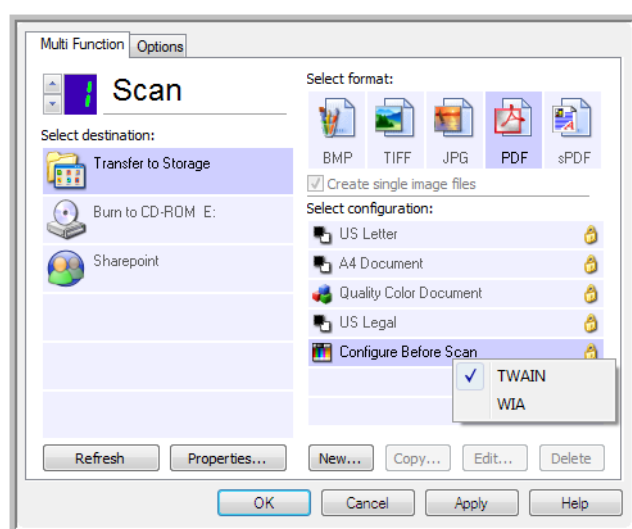 Multi Function
Options
1
Scan
Select destination:
Transfer to Storage
Burn to CD-ROM E:
Sharepoint
Select format:
BMP TIFF JPG PDF sPDF
Create single image files
Select configuration:
US Letter
A4 Document
Quality Color Document
US Legal
Configure Before Scan
TWAIN
WIA
Refresh Properties... New... Copy... Edit... Delete
OK Cancel Apply Help